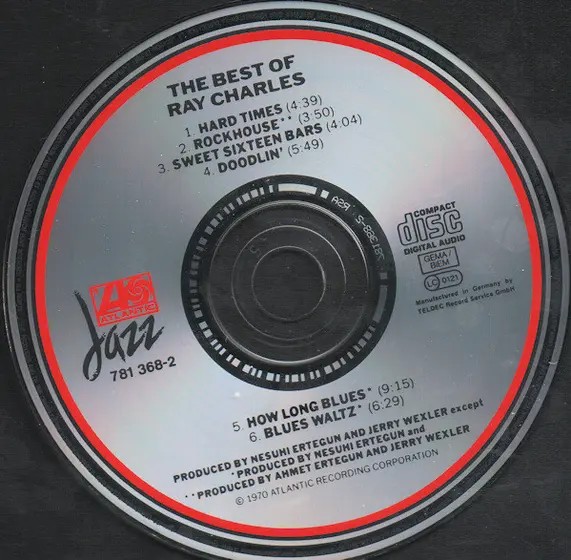 THE BEST OF
RAY CHARLES
1. HARD TIMES (4:39)
2. ROCKHOUSE** (3:50)
3. SWEET SIXTEEN BARS (4:04)
4. DOODLIN' (5:49)
COMPACT
disc
DIGITAL AUDIO
GEMA/
BIEM
LC 0121
Manufactured in Germany by
TELDEC Record Service GmbH
ATLANTIC
Jazz
781 368-2
5. HOW LONG BLUES* (9:15)
6. BLUES WALTZ* (6:29)
PRODUCED BY NESUHI ERTEGUN AND JERRY WEXLER except
*PRODUCED BY NESUHI ERTEGUN and
**PRODUCED BY AHMET ERTEGUN AND JERRY WEXLER
© 1970 ATLANTIC RECORDING CORPORATION